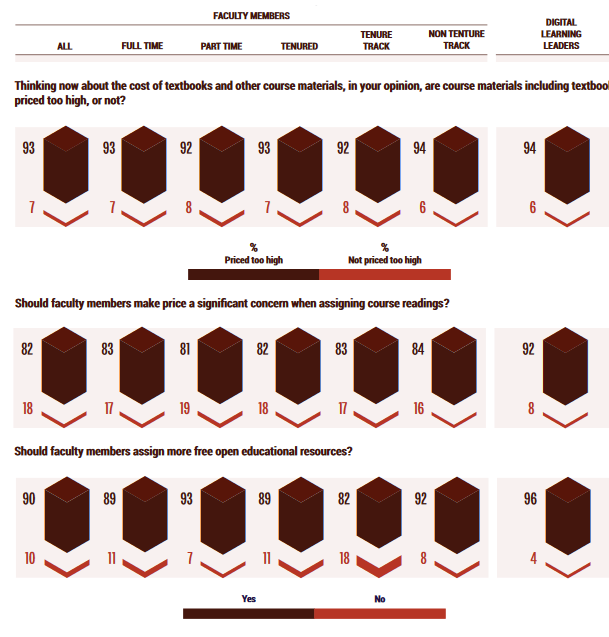 FACULTY MEMBERS
ALL FULL TIME PART TIME TENURED TENURE TRACK NON TENTURE TRACK DIGITAL LEARNING LEADERS
Thinking now about the cost of textbooks and other course materials, in your opinion, are course materials including textboo
priced too high, or not?
93 93 92 93 92 94 94
7 7 8 7 8 6 6
% %
Priced too high Not priced too high
Should faculty members make price a significant concern when assigning course readings?
82 83 81 82 83 84 92
18 17 19 18 17 16 8
Should faculty members assign more free open educational resources?
90 89 93 89 82 92 96
10 11 7 11 18 8 4
Yes No